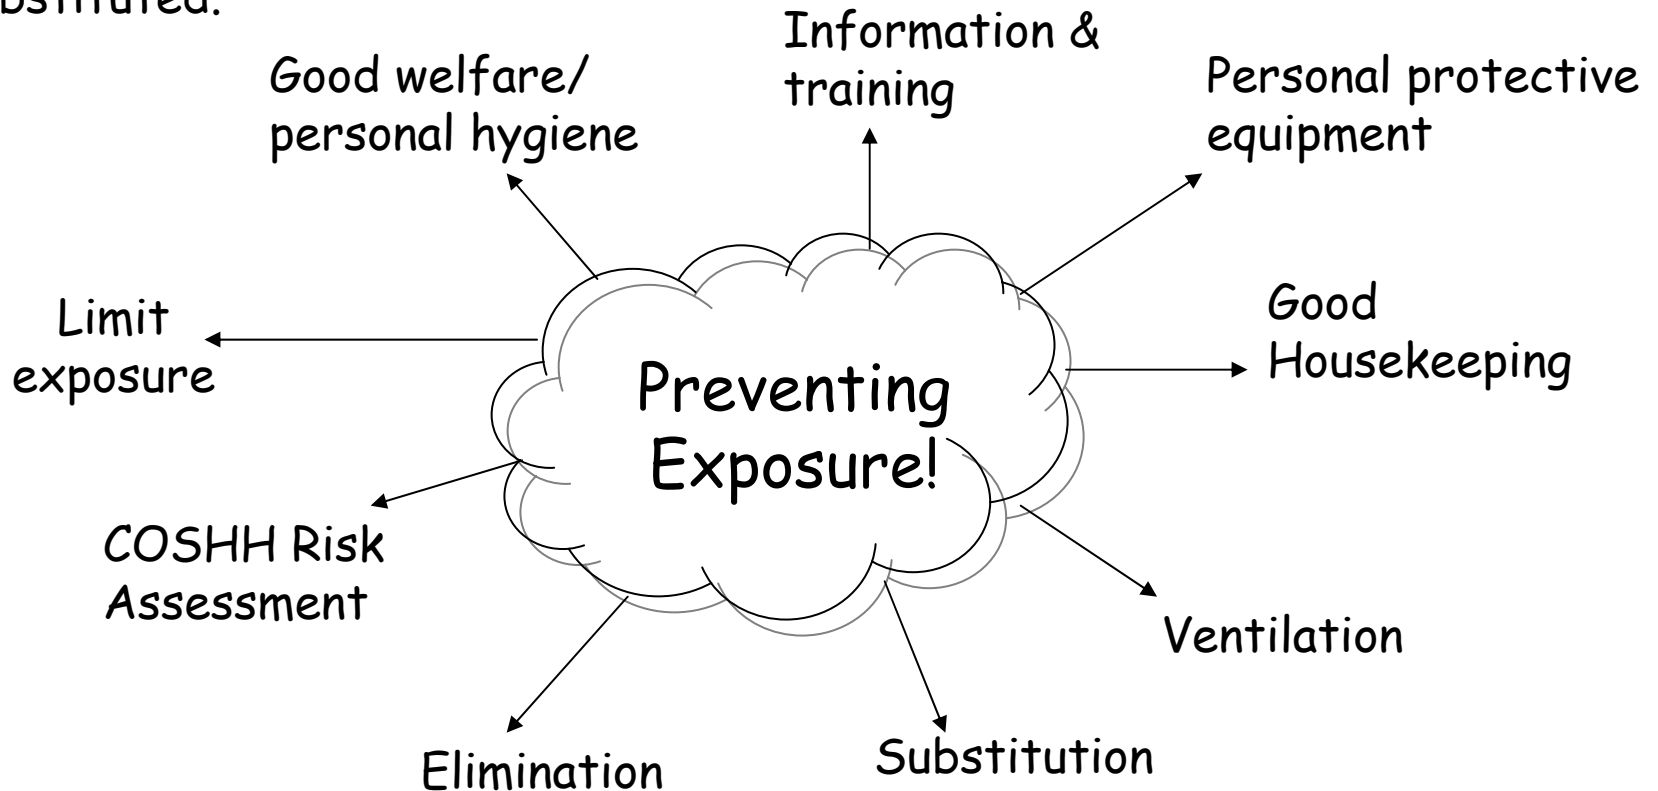 Information &
training
Good welfare/
personal hygiene
Personal protective
equipment
Limit
exposure
Good
Housekeeping
Preventing
Exposure!
COSHH Risk
Assessment
Ventilation
Elimination
Substitution